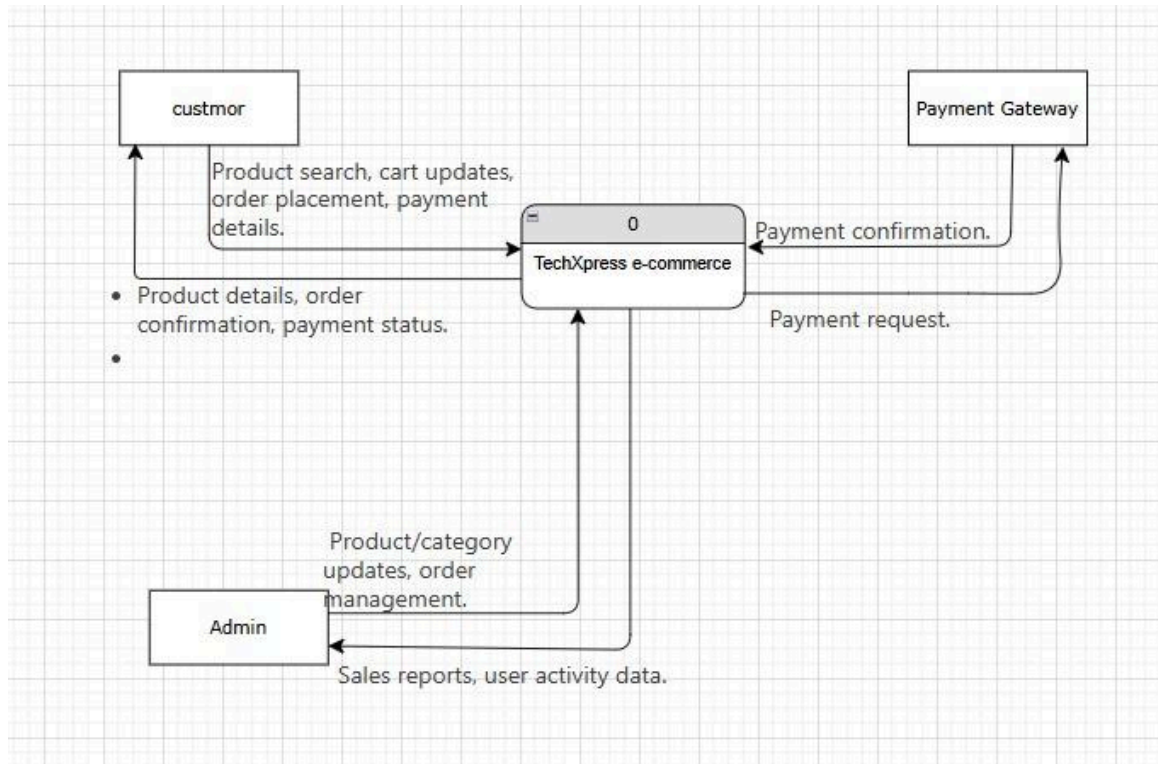 custmor
Payment Gateway
Product search, cart updates,
order placement, payment
details.
0
TechXpress e-commerce
Payment confirmation.
• Product details, order
confirmation, payment status.
•
Payment request.
Product/category
updates, order
management.
Admin
Sales reports, user activity data.